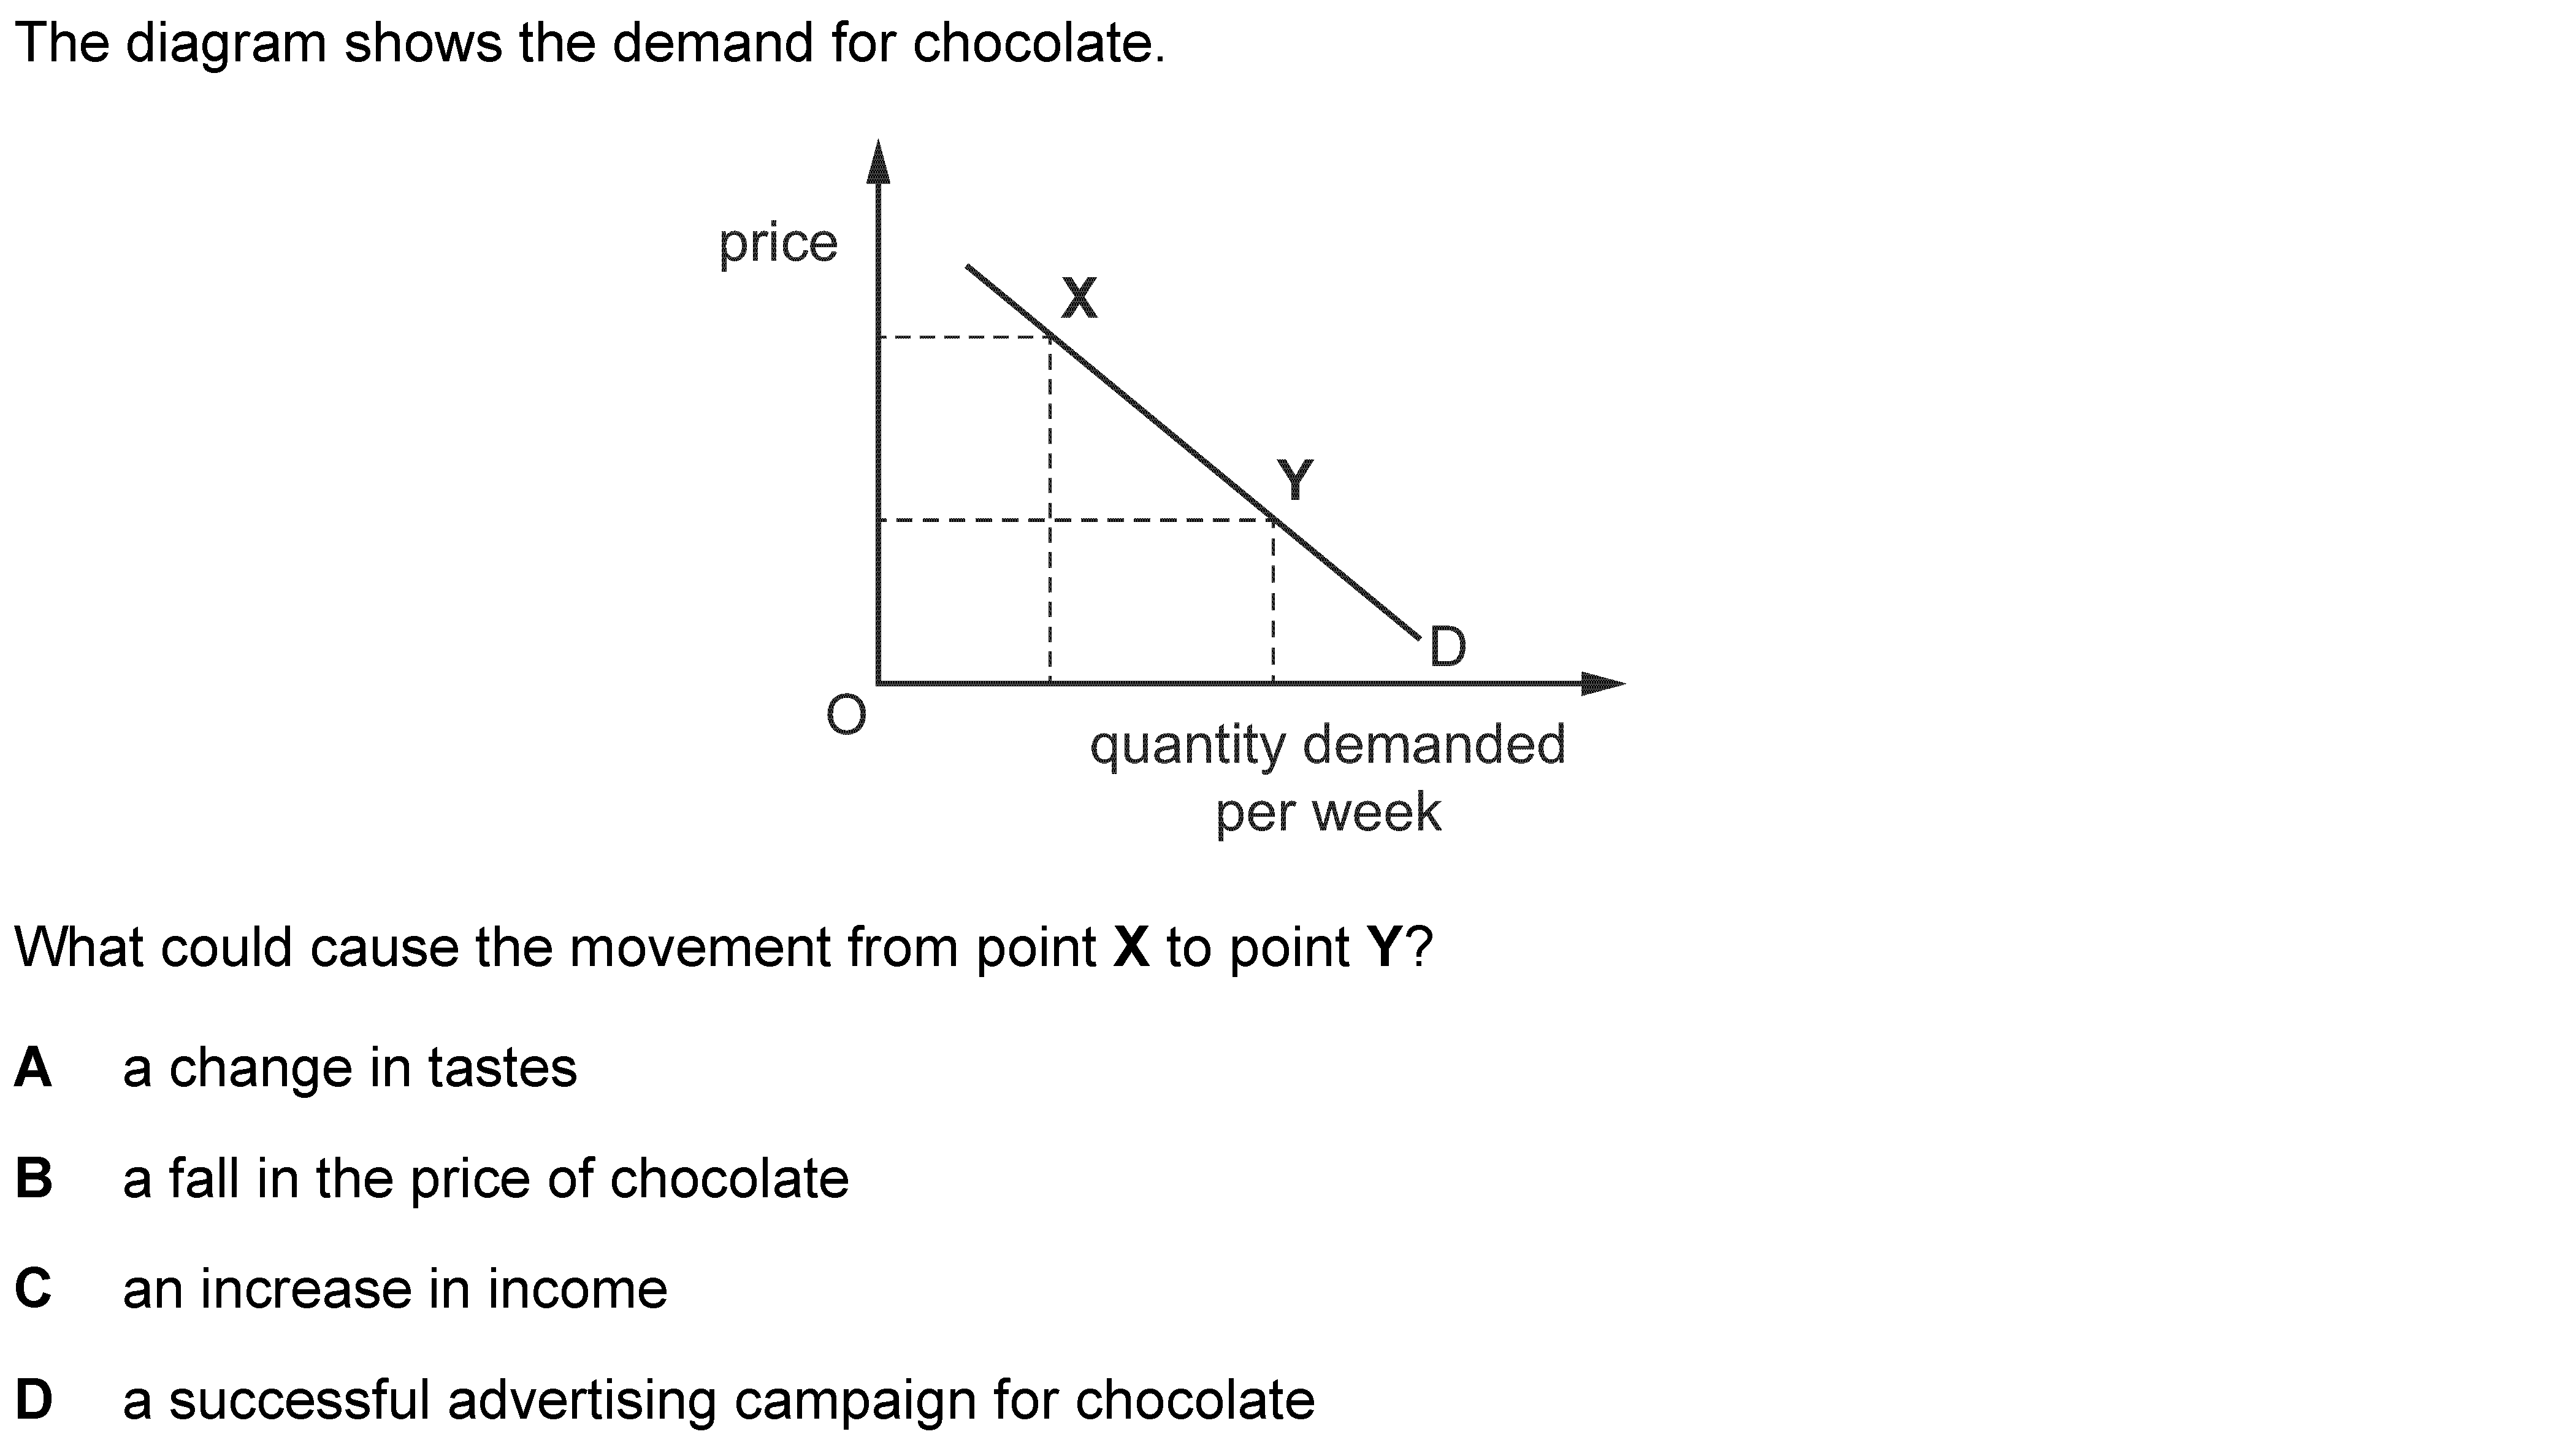 The diagram shows the demand for chocolate.
price
X
Y
D
O
quantity demanded
per week
What could cause the movement from point X to point Y?
A a change in tastes
B a fall in the price of chocolate
C an increase in income
D a successful advertising campaign for chocolate